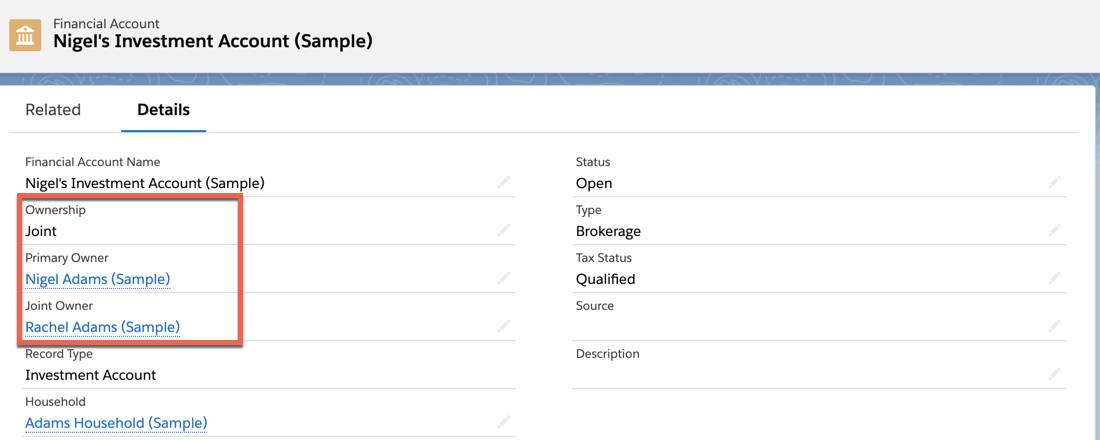 Financial Account
Nigel's Investment Account (Sample)
Related
Details
Financial Account Name
Nigel's Investment Account (Sample)
Ownership
Joint
Primary Owner
Nigel Adams (Sample)
Joint Owner
Rachel Adams (Sample)
Record Type
Investment Account
Household
Adams Household (Sample)
Status
Open
Type
Brokerage
Tax Status
Qualified
Source
Description